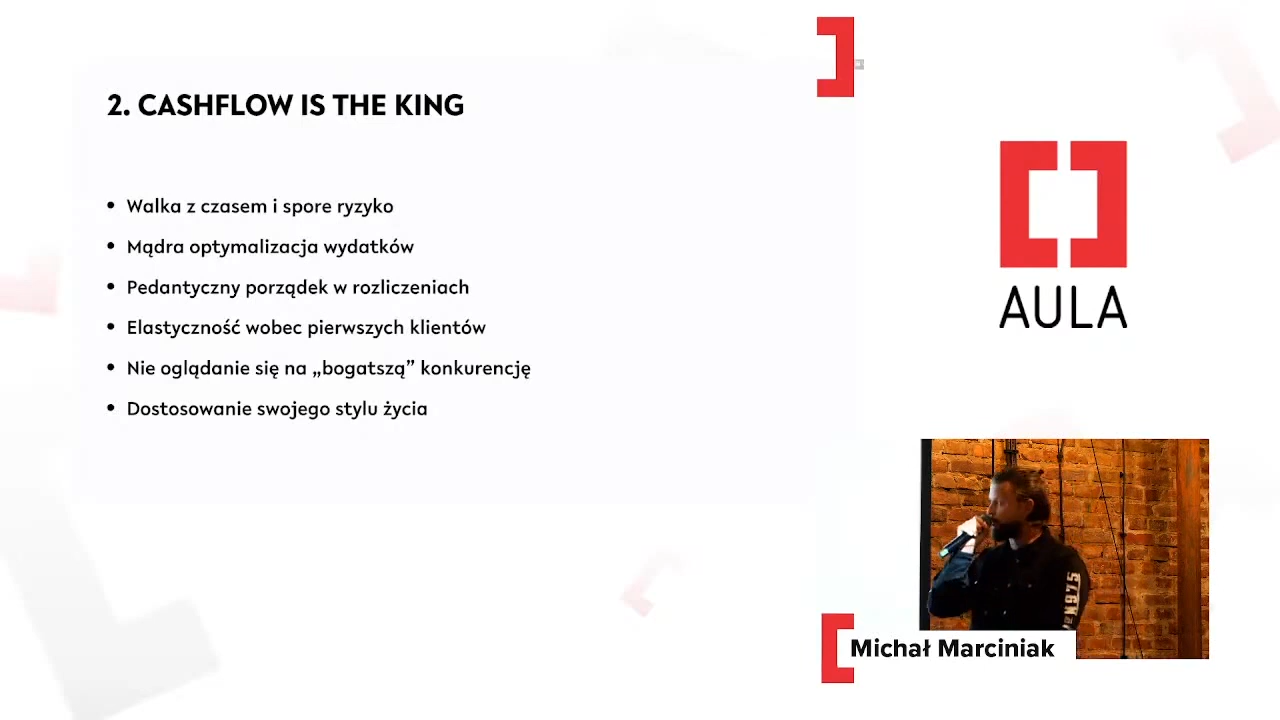 2. CASHFLOW IS THE KING
• Walka z czasem i spore ryzyko
• Mądra optymalizacja wydatków
• Pedantyczny porządek w rozliczeniach
• Elastyczność wobec pierwszych klientów
• Nie oglądanie się na „bogatszą” konkurencję
• Dostosowanie swojego stylu życia
AULA
Michał Marciniak